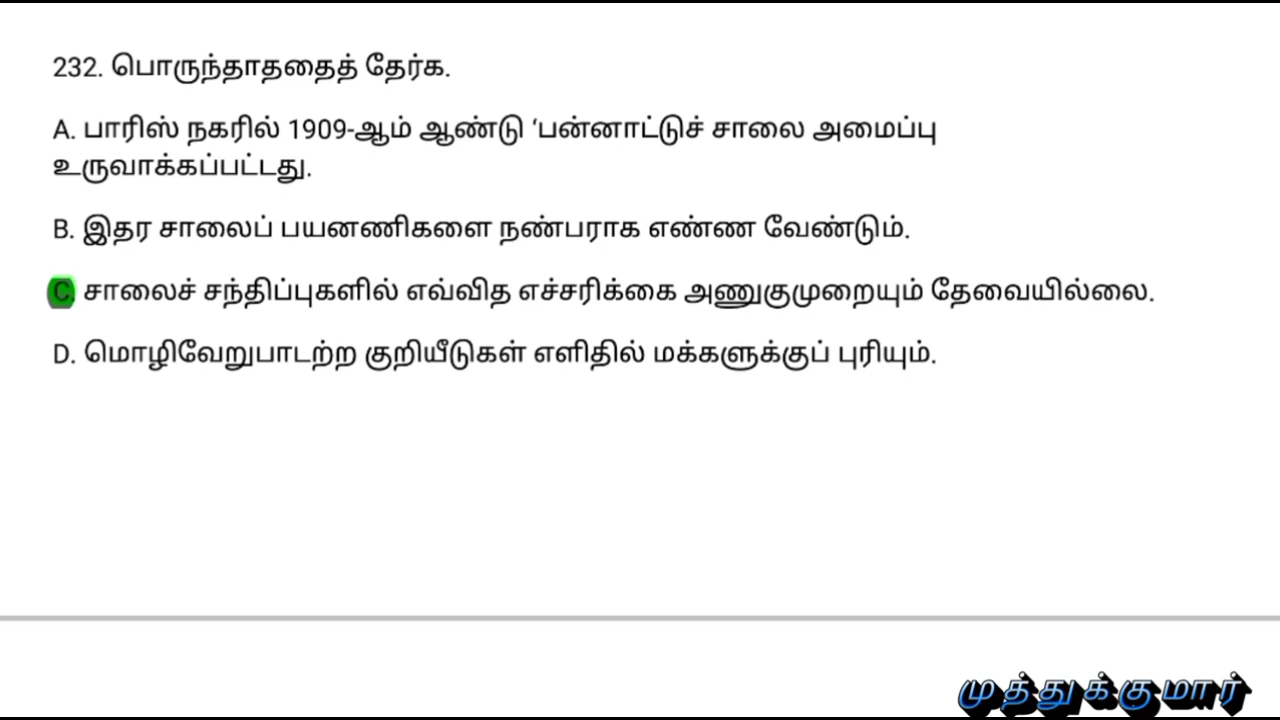 232. பொருந்தாததைத் தேர்க.
A. பாரிஸ் நகரில் 1909-ஆம் ஆண்டு ‘பன்னாட்டுச் சாலை அமைப்பு
உருவாக்கப்பட்டது.
B. இதர சாலைப் பயனணிகளை நண்பராக எண்ண வேண்டும்.
C. சாலைச் சந்திப்புகளில் எவ்வித எச்சரிக்கை அணுகுமுறையும் தேவையில்லை.
D. மொழிவேறுபாடற்ற குறியீடுகள் எளிதில் மக்களுக்குப் புரியும்.
முத்துக்குமார்